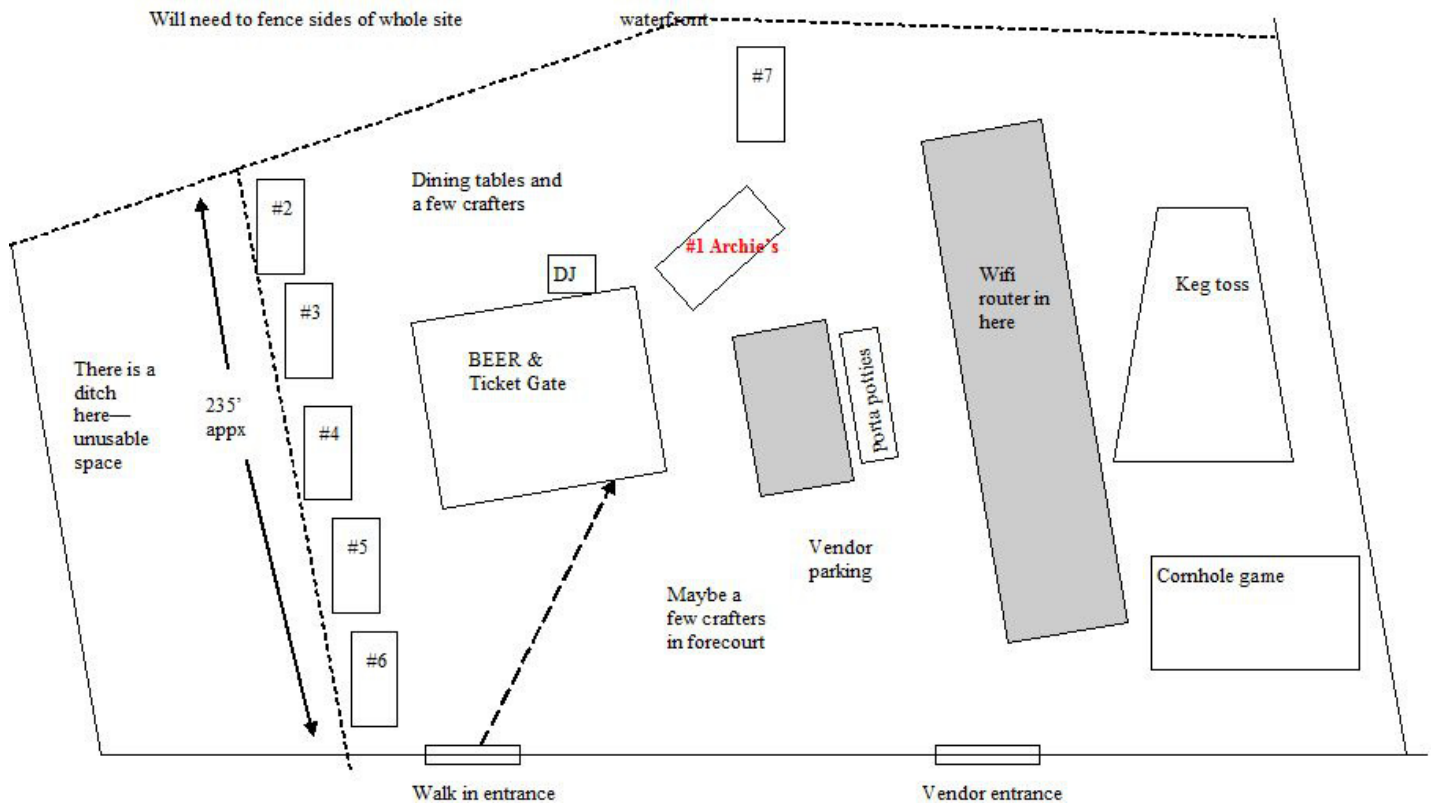 Will need to fence sides of whole site
waterfront
#7
Dining tables and
a few crafters
#2
#1 Archie's
DJ
Wifi
router in
here
Keg toss
#3
BEER &
Ticket Gate
There is a
ditch
here—
unusable
space
235’
appx
#4
Porta potties
#5
Vendor
parking
Cornhole game
Maybe a
few crafters
in forecourt
#6
Walk in entrance
Vendor entrance